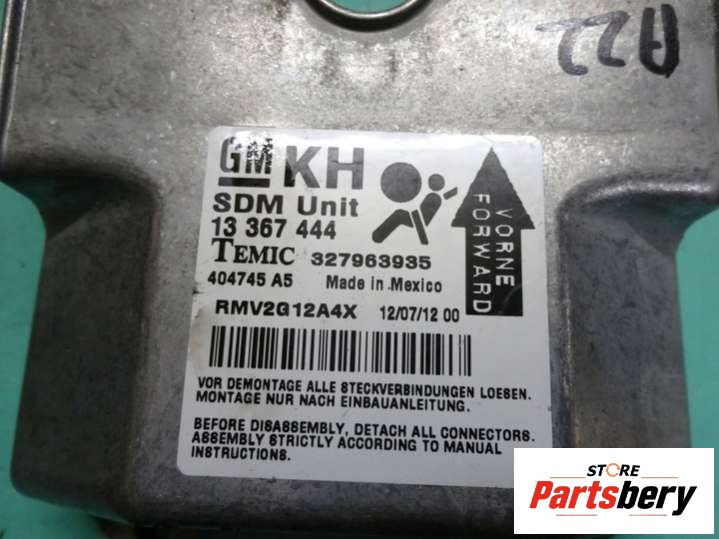 A22
GM KH
SDM Unit
13 367 444
TEMIC 327963935
404745 A5 Made in .Mexico
RMV2G12A4X 12/07/12 00
VORNE
FORWARD
VOR DEMONTAGE ALLE STECKVERBINDUNGEN LOESEN.
MONTAGE NUR NACH EINBAUANLEITUNG.
BEFORE DISASSEMBLY, DETACH ALL CONNECTORS.
ASSEMBLY STRICTLY ACCORDING TO MANUAL
INSTRUCTIONS.
STORE
Partsbery